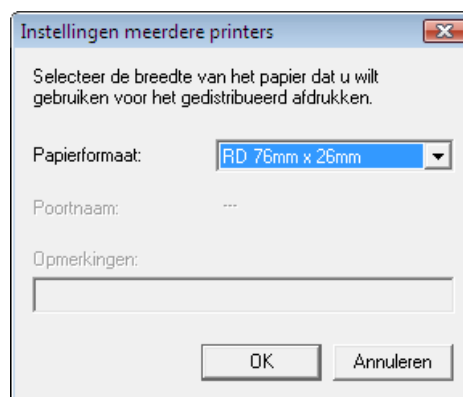 Instellingen meerdere printers
Selecteer de breedte van het papier dat u wilt
gebruiken voor het gedistribueerd afdrukken.
Papierformaat: RD 76mm x 26mm
Poortnaam: ---
Opmerkingen:
OK Annuleren